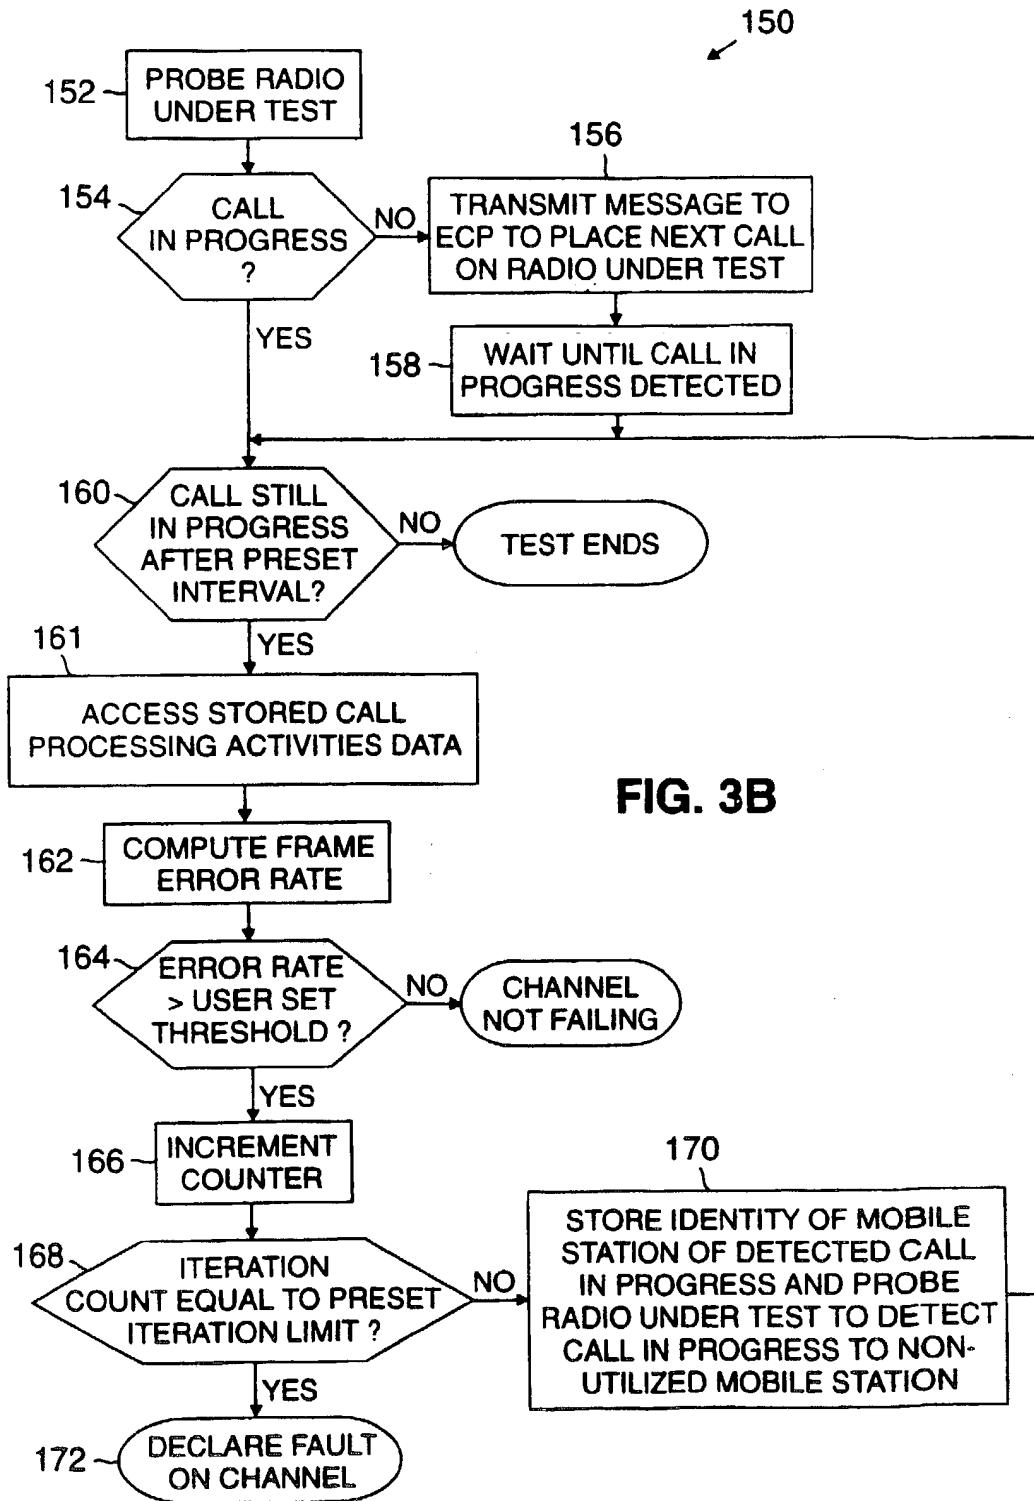 150
152
PROBE RADIO
UNDER TEST
154
CALL
IN PROGRESS
?
NO
YES
156
TRANSMIT MESSAGE TO
ECP TO PLACE NEXT CALL
ON RADIO UNDER TEST
158
WAIT UNTIL CALL IN
PROGRESS DETECTED
160
CALL STILL
IN PROGRESS
AFTER PRESET
INTERVAL?
NO
TEST ENDS
YES
161
ACCESS STORED CALL
PROCESSING ACTIVITIES DATA
FIG. 3B
162
COMPUTE FRAME
ERROR RATE
164
ERROR RATE
> USER SET
THRESHOLD ?
NO
CHANNEL
NOT FAILING
YES
166
INCREMENT
COUNTER
168
ITERATION
COUNT EQUAL TO PRESET
ITERATION LIMIT ?
NO
170
STORE IDENTITY OF MOBILE
STATION OF DETECTED CALL
IN PROGRESS AND PROBE
RADIO UNDER TEST TO DETECT
CALL IN PROGRESS TO NON-
UTILIZED MOBILE STATION
YES
172
DECLARE FAULT
ON CHANNEL